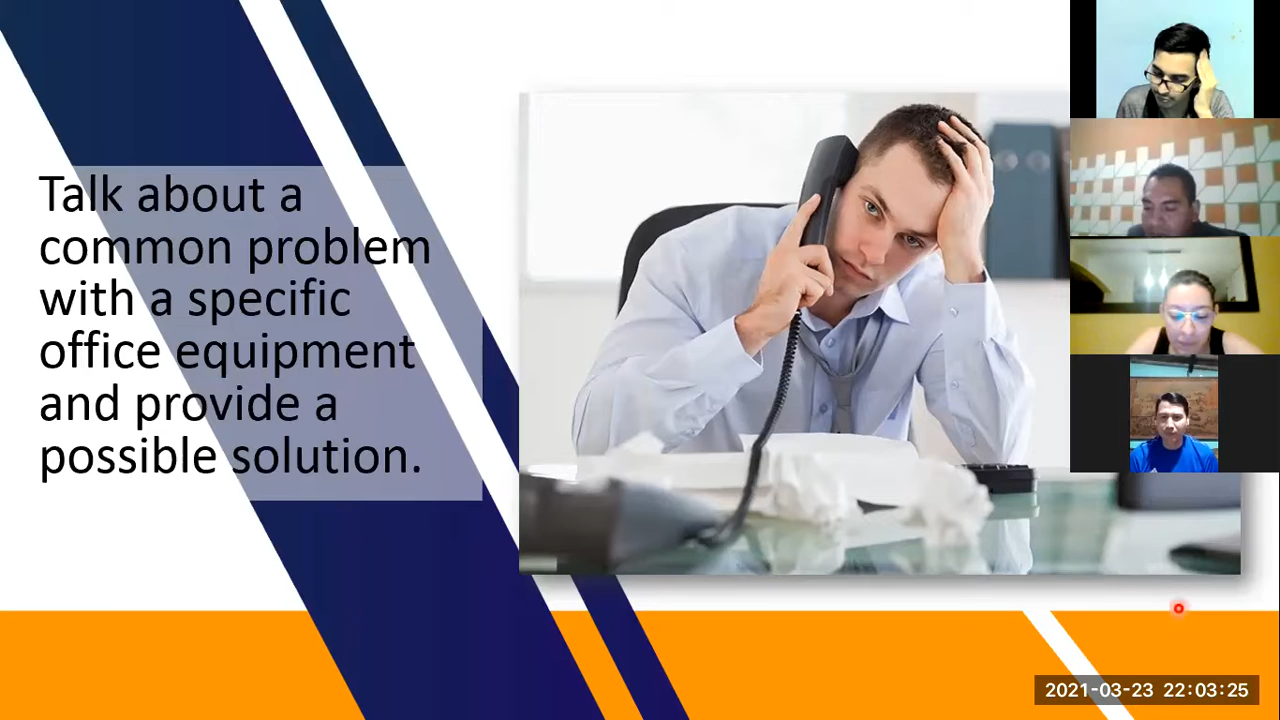 Talk about a
common problem
with a specific
office equipment
and provide a
possible solution.
2021-03-23 22:03:25